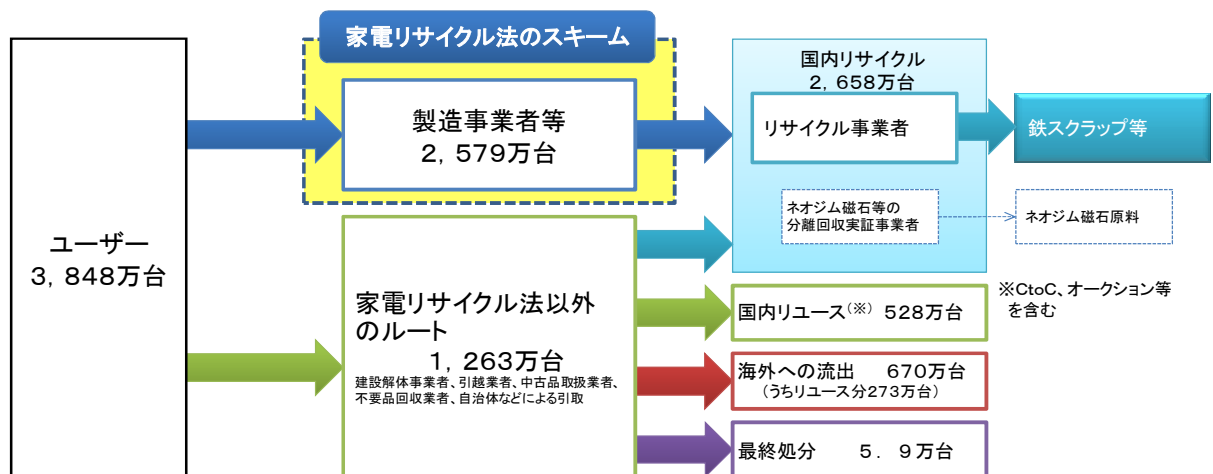 家電リサイクル法のスキーム
ユーザー
3，848万台
製造事業者等
2，579万台
国内リサイクル
2，658万台
リサイクル事業者
鉄スクラップ等
ネオジム磁石等の
分離回収実証事業者
ネオジム磁石原料
家電リサイクル法以外
のルート
1，263万台
建設解体事業者、引越業者、中古品取扱業者、
不要品回収業者、自治体などによる引取
国内リユース(※) 528万台
※CtoC、オークション等
を含む
海外への流出　670万台
（うちリユース分273万台）
最終処分　5．9万台